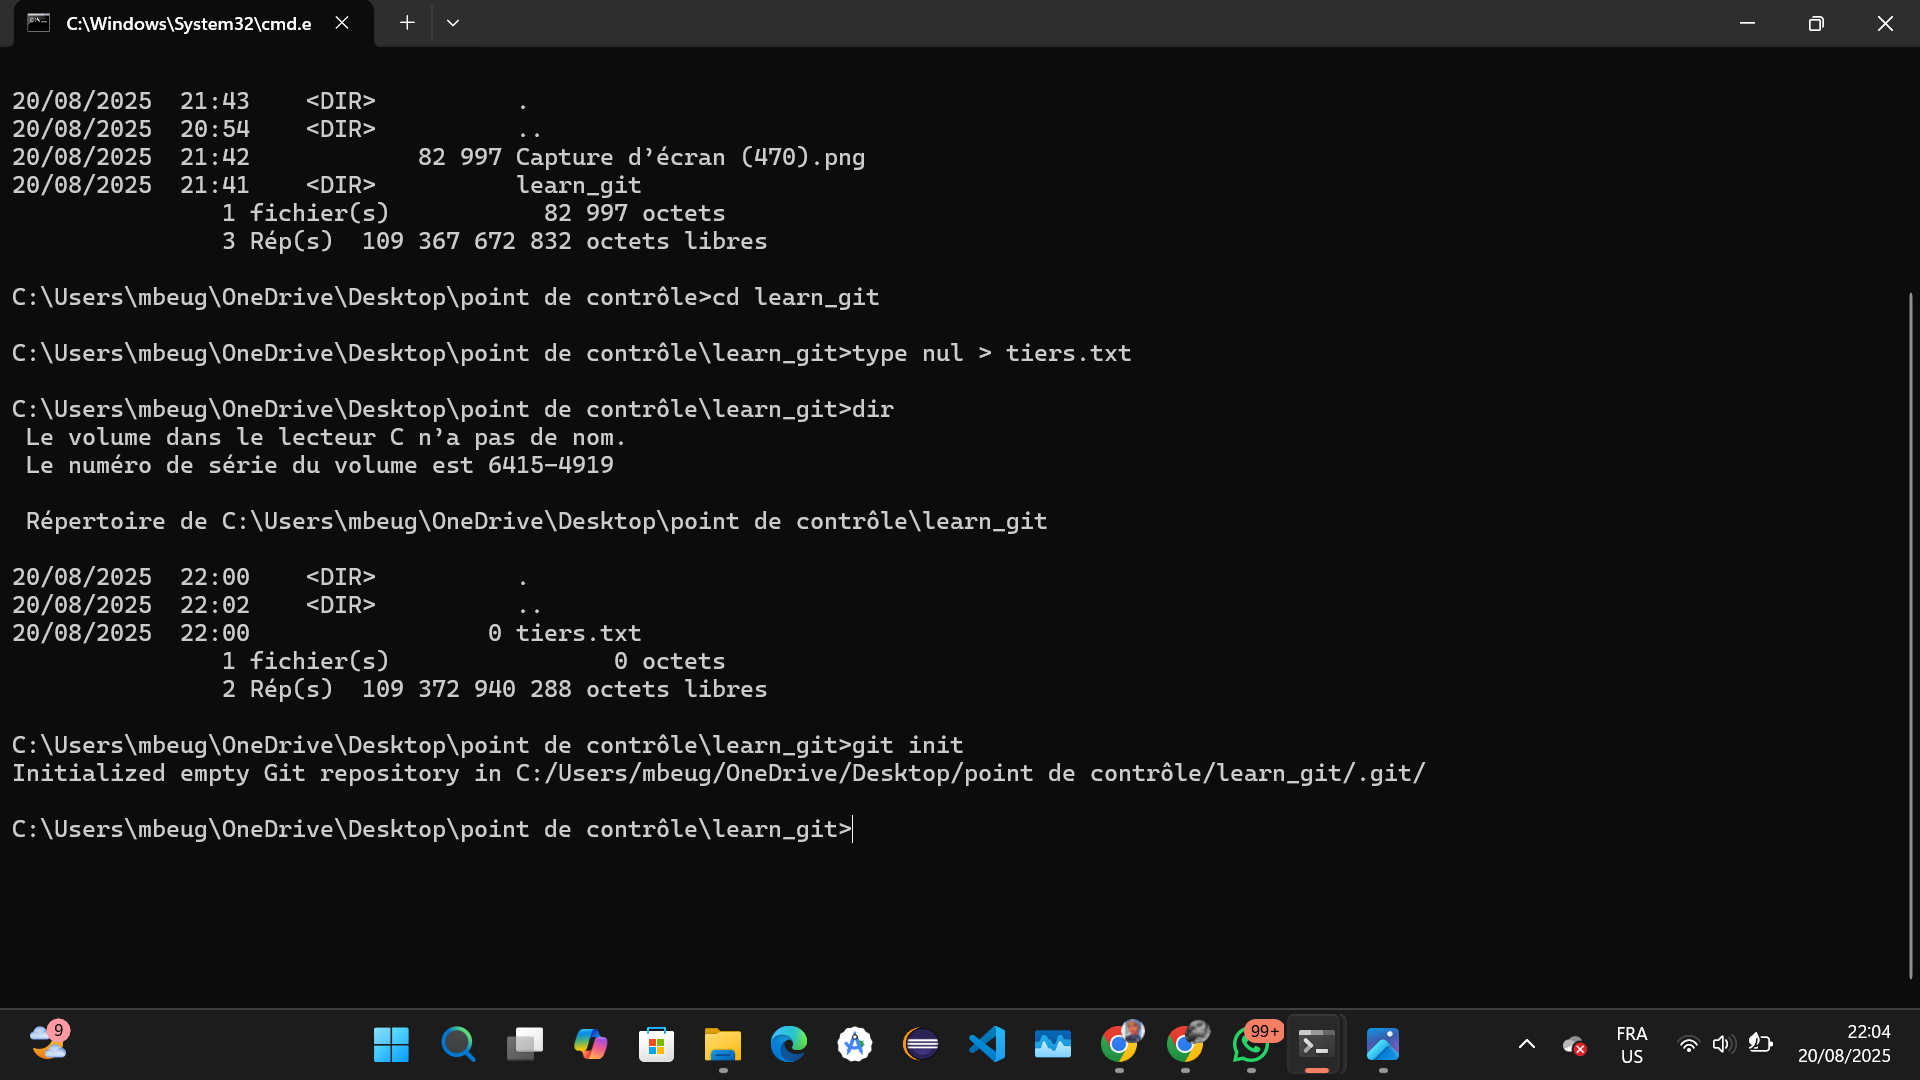 C:\Windows\System32\cmd.e
20/08/2025  21:43    <DIR>          .
20/08/2025  20:54    <DIR>          ..
20/08/2025  21:42            82 997 Capture d’écran (470).png
20/08/2025  21:41    <DIR>          learn_git
               1 fichier(s)           82 997 octets
               3 Rép(s)  109 367 672 832 octets libres
C:\Users\mbeug\OneDrive\Desktop\point de contrôle>cd learn_git
C:\Users\mbeug\OneDrive\Desktop\point de contrôle\learn_git>type nul > tiers.txt
C:\Users\mbeug\OneDrive\Desktop\point de contrôle\learn_git>dir
 Le volume dans le lecteur C n’a pas de nom.
 Le numéro de série du volume est 6415-4919
 Répertoire de C:\Users\mbeug\OneDrive\Desktop\point de contrôle\learn_git
20/08/2025  22:00    <DIR>          .
20/08/2025  22:02    <DIR>          ..
20/08/2025  22:00                 0 tiers.txt
               1 fichier(s)                0 octets
               2 Rép(s)  109 372 940 288 octets libres
C:\Users\mbeug\OneDrive\Desktop\point de contrôle\learn_git>git init
Initialized empty Git repository in C:/Users/mbeug/OneDrive/Desktop/point de contrôle/learn_git/.git/
C:\Users\mbeug\OneDrive\Desktop\point de contrôle\learn_git>
9
99+
FRA
US
22:04
20/08/2025